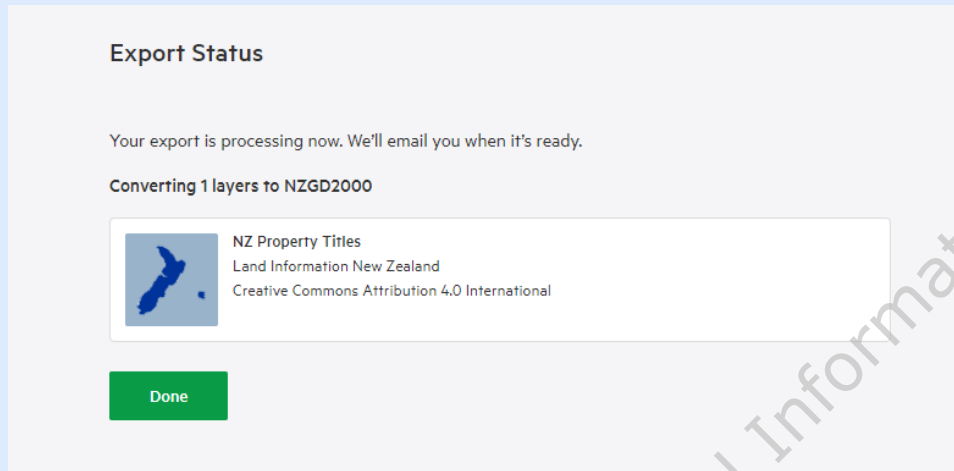 Export Status
Your export is processing now. We'll email you when it's ready.
Converting 1 layers to NZGD2000
NZ Property Titles
Land Information New Zealand
Creative Commons Attribution 4.0 International
Done